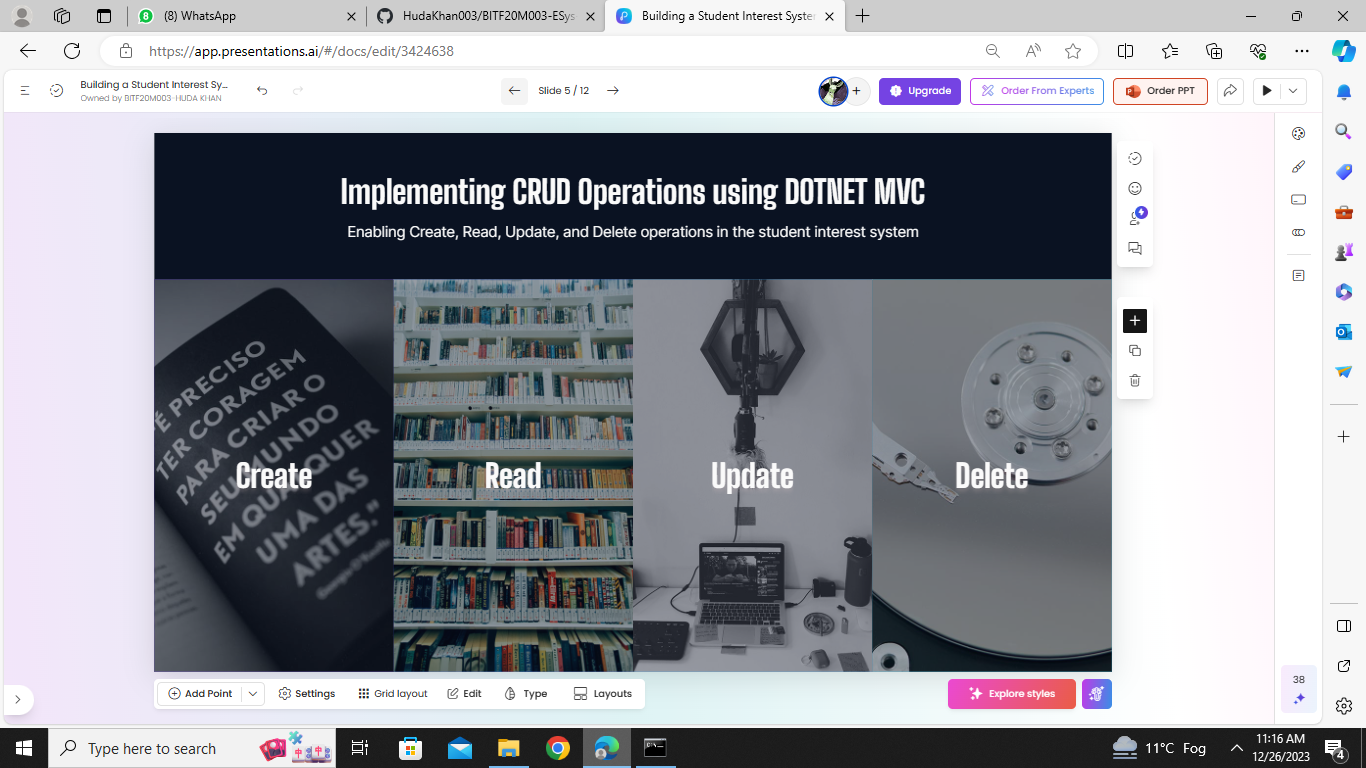 (8) WhatsApp
HudaKhan003/BITF20M003-ESys
Building a Student Interest Syste
https://app.presentations.ai/#/docs/edit/3424638
Building a Student Interest Sy...
Owned by BITF20M003-HUDA KHAN
Slide 5 / 12
Upgrade
Order From Experts
Order PPT
Implementing CRUD Operations using DOTNET MVC
Enabling Create, Read, Update, and Delete operations in the student interest system
É PRECISO
TER CORAGEM
PARA CRIAR O
SEU MUNDO
EM QUALQUER
UMA DAS
ARTES."
Create
Read
Update
Delete
Add Point
Settings
Grid layout
Edit
Type
Layouts
Explore styles
38
Type here to search
11°C Fog
11:16 AM
12/26/2023
4